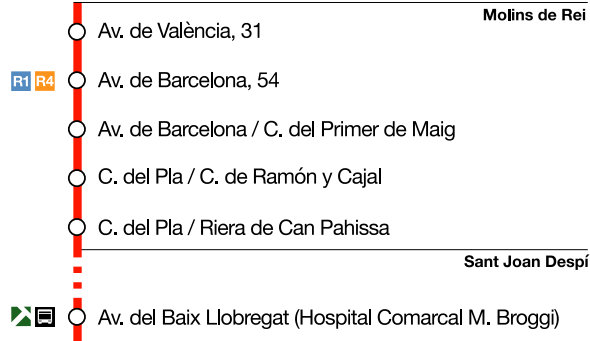 Molins de Rei
Av. de València, 31
R1 R4 Av. de Barcelona, 54
Av. de Barcelona / C. del Primer de Maig
C. del Pla / C. de Ramón y Cajal
C. del Pla / Riera de Can Pahissa
Sant Joan Despí
Av. del Baix Llobregat (Hospital Comarcal M. Broggi)